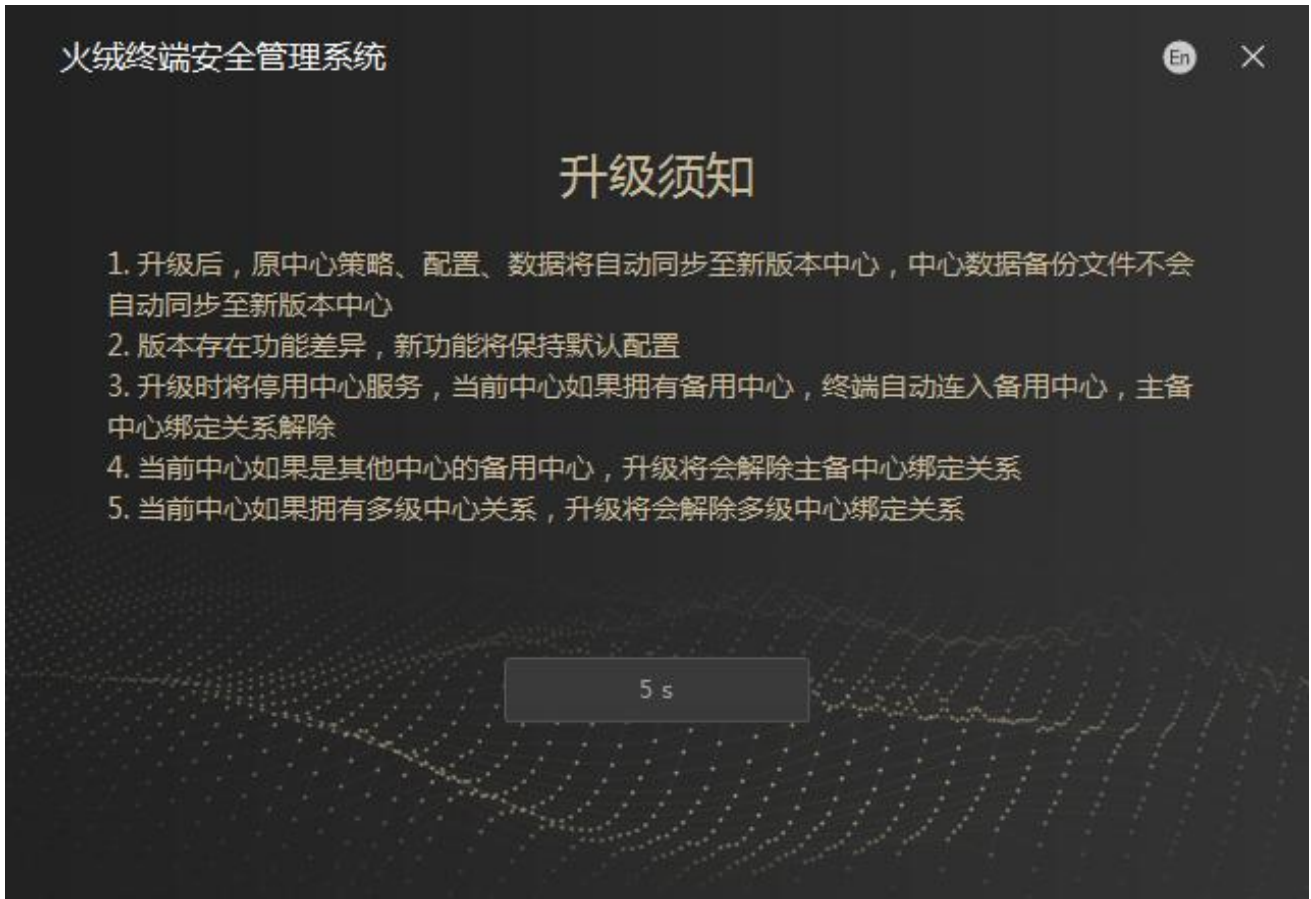 火绒终端安全管理系统
En
升级须知
1. 升级后，原中心策略、配置、数据将自动同步至新版本中心，中心数据备份文件不会
自动同步至新版本中心
2. 版本存在功能差异，新功能将保持默认配置
3. 升级时将停用中心服务，当前中心如果拥有备用中心，终端自动连入备用中心，主备
中心绑定关系解除
4. 当前中心如果是其他中心的备用中心，升级将会解除主备中心绑定关系
5. 当前中心如果拥有多级中心关系，升级将会解除多级中心绑定关系
5 s